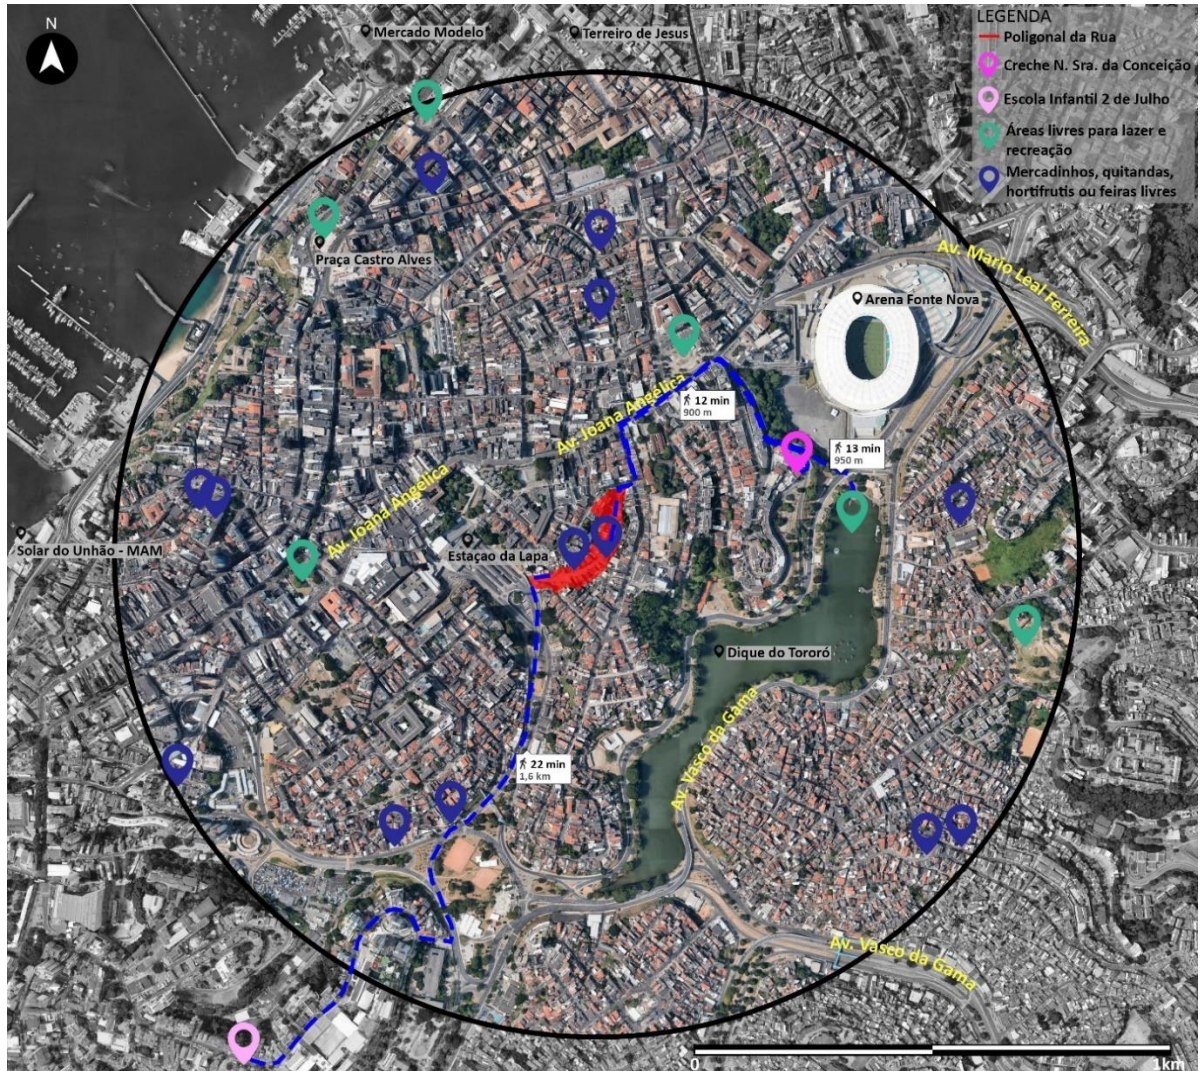 N
Mercado Modelo
Terreiro de Jesus
LEGENDA
Poligonal da Rua
Creche N. Sra. da Conceição
Escola Infantil 2 de Julho
Áreas livres para lazer e
recreação
Mercadinhos, quitandas,
hortifrutis ou feiras livres
Praça Castro Alves
Av. Mario Leal Ferreira
Arena Fonte Nova
Av. Joana Angélica
12 min
900 m
13 min
950 m
Av. Joana Angélica
Solar do Unhão - MAM
Estaçao da Lapa
Dique do Tororó
Av. Vasco da Gama
22 min
1,6 km
Av. Vasco da Gama
0
1km